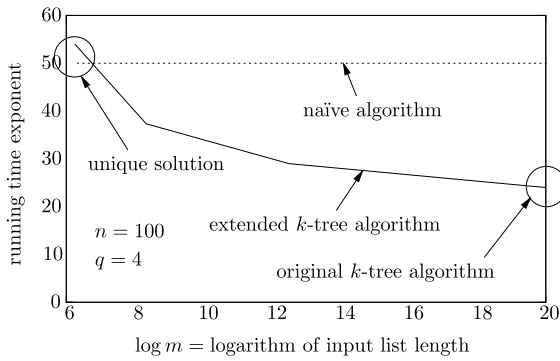 60
50
40
30
20
10
0
running time exponent
naïve algorithm
unique solution
extended k-tree algorithm
n = 100
q = 4
original k-tree algorithm
6 8 10 12 14 16 18 20
log m = logarithm of input list length